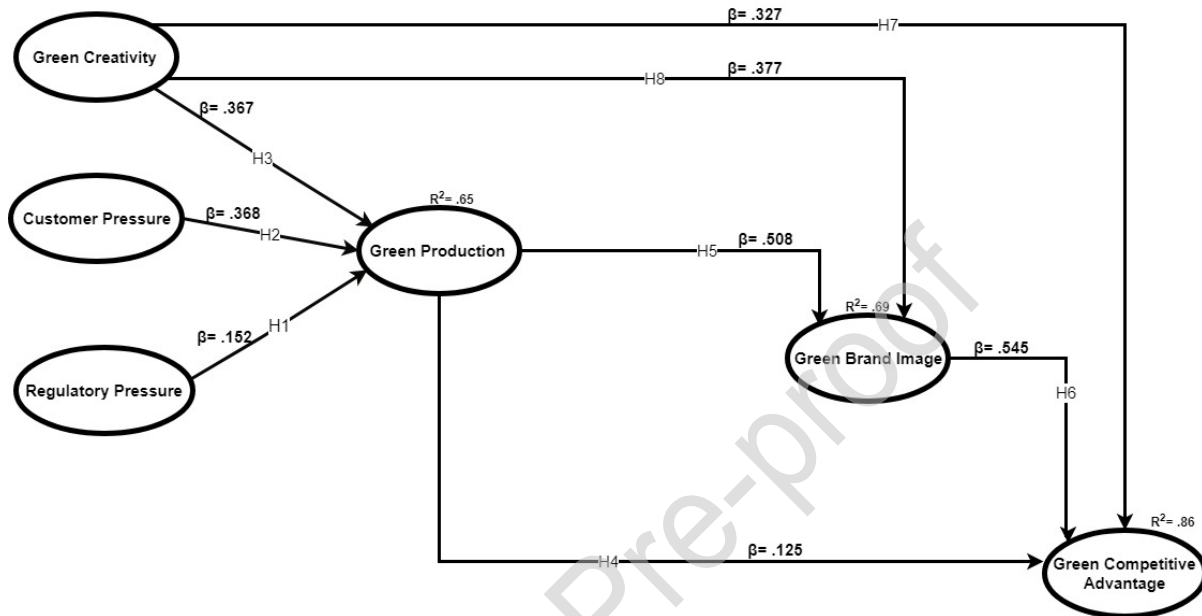 β= .327
H7
Green Creativity
β= .377
H8
β= .367
H3
R²= .65
Customer Pressure
β= .368
H2
Green Production
H5
β= .508
R²= .69
β= .152
H1
Green Brand Image
β= .545
Regulatory Pressure
H6
R²= .86
H4
β= .125
Green Competitive
Advantage
Pre-proof